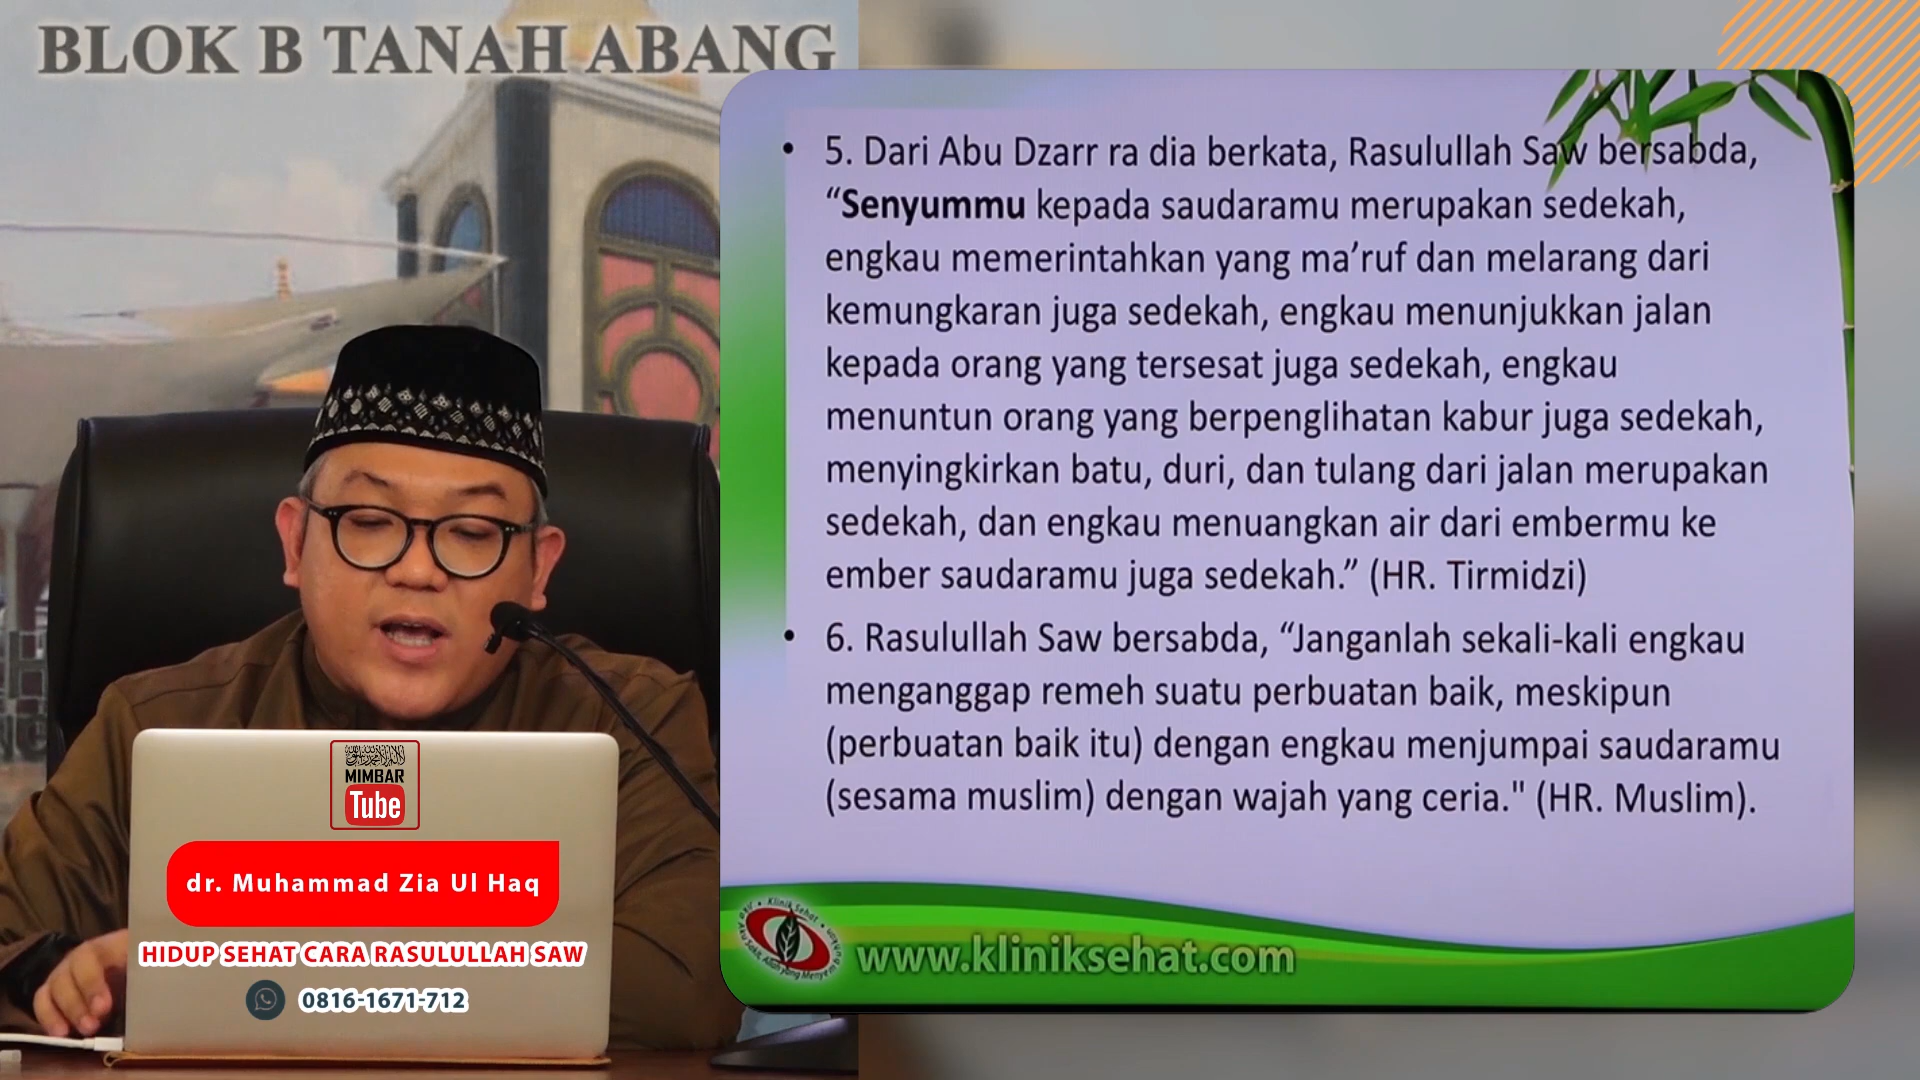 BLOK B TANAH ABANG
• 5. Dari Abu Dzarr ra dia berkata, Rasulullah Saw bersabda,
“Senyummu kepada saudaramu merupakan sedekah,
engkau memerintahkan yang ma’ruf dan melarang dari
kemungkaran juga sedekah, engkau menunjukkan jalan
kepada orang yang tersesat juga sedekah, engkau
menuntun orang yang berpenglihatan kabur juga sedekah,
menyingkirkan batu, duri, dan tulang dari jalan merupakan
sedekah, dan engkau menuangkan air dari embermu ke
ember saudaramu juga sedekah.” (HR. Tirmidzi)
• 6. Rasulullah Saw bersabda, “Janganlah sekali-kali engkau
menganggap remeh suatu perbuatan baik, meskipun
(perbuatan baik itu) dengan engkau menjumpai saudaramu
(sesama muslim) dengan wajah yang ceria." (HR. Muslim).
Klinik Sehat
www.kliniksehat.com
MIMBAR
Tube
dr. Muhammad Zia Ul Haq
HIDUP SEHAT CARA RASULULLAH SAW
0816-1671-712